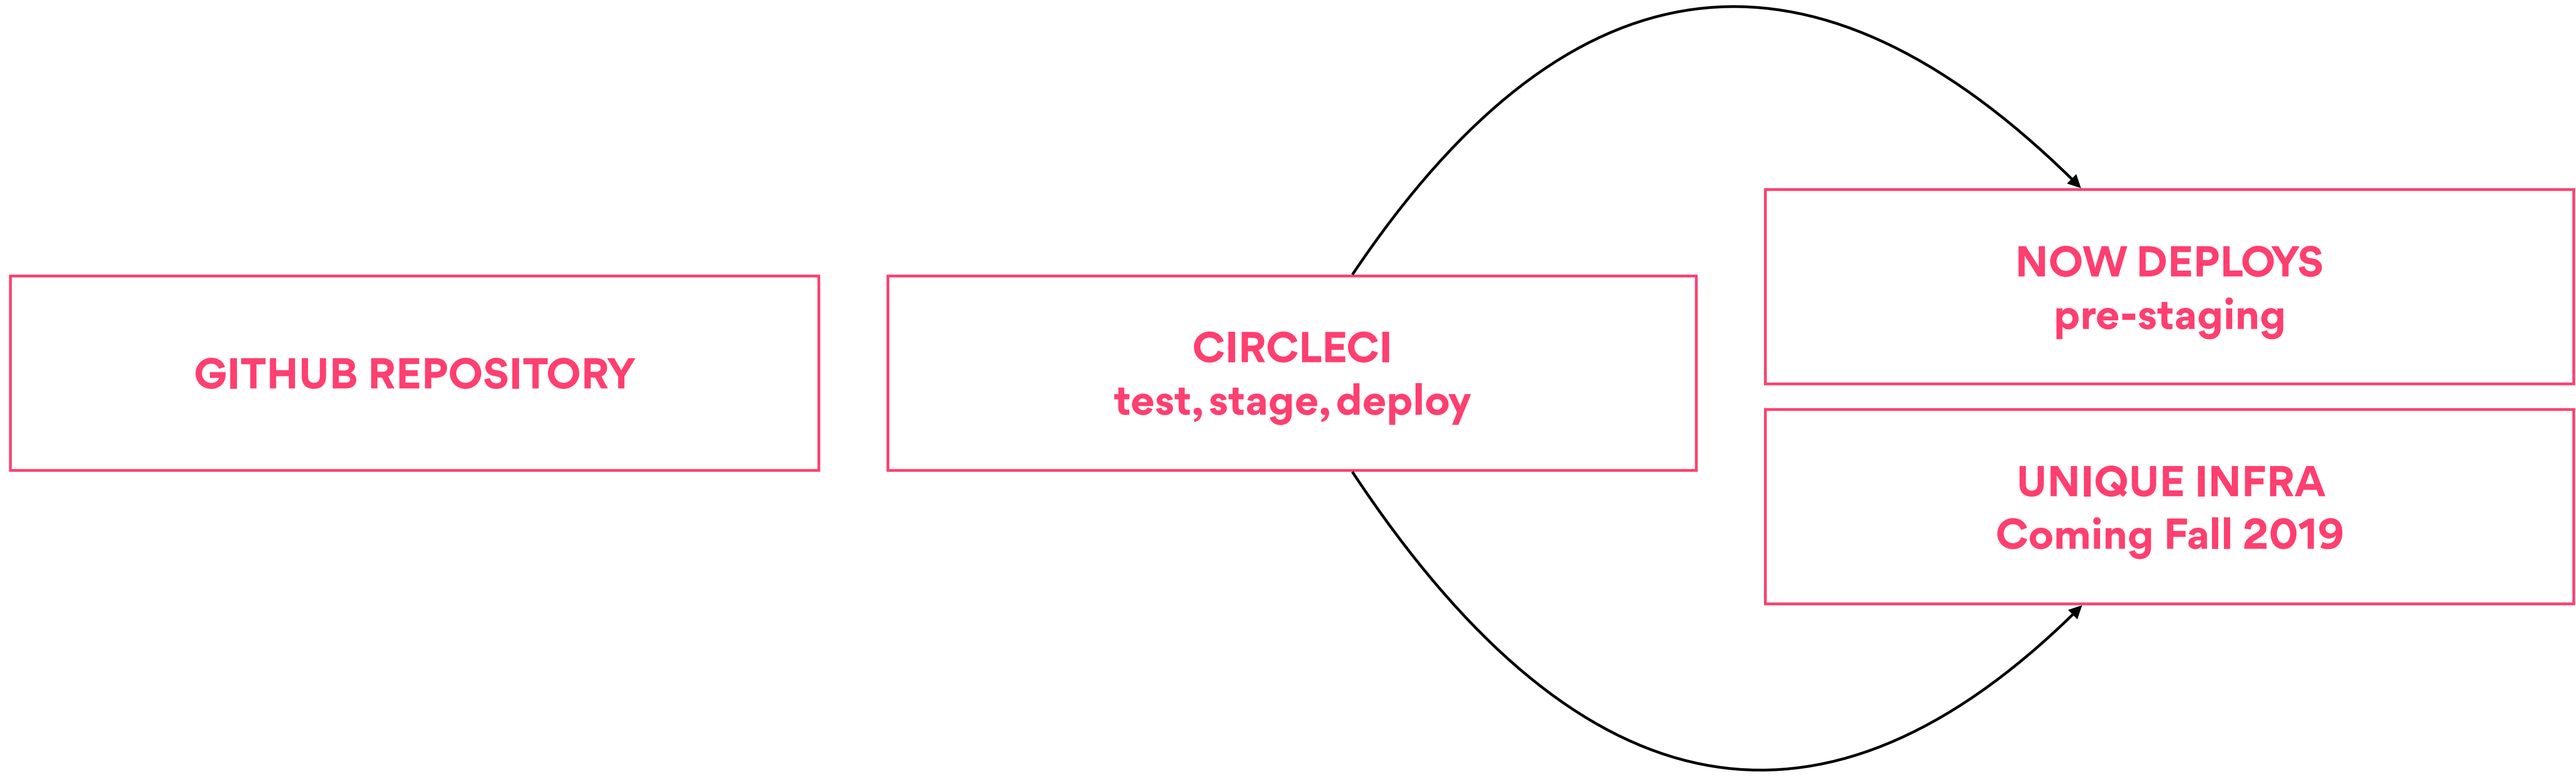 GITHUB REPOSITORY
CIRCLECI
test, stage, deploy
NOW DEPLOYS
pre-staging
UNIQUE INFRA
Coming Fall 2019